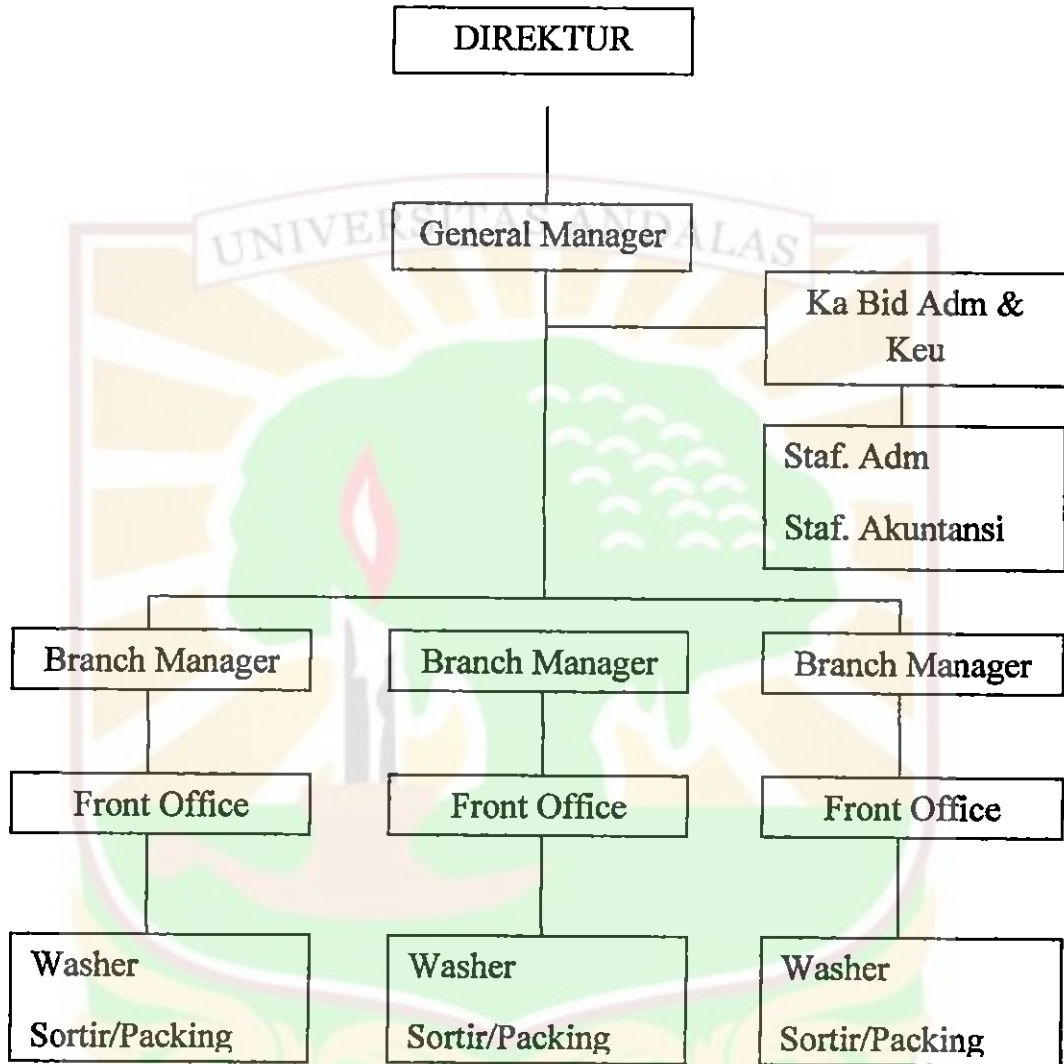 DIREKTUR
UNIVERSITAS ANDALAS
General Manager
Ka Bid Adm &
Keu
Staf. Adm
Staf. Akuntansi
Branch Manager
Branch Manager
Branch Manager
Front Office
Front Office
Front Office
Washer
Sortir/Packing
Washer
Sortir/Packing
Washer
Sortir/Packing